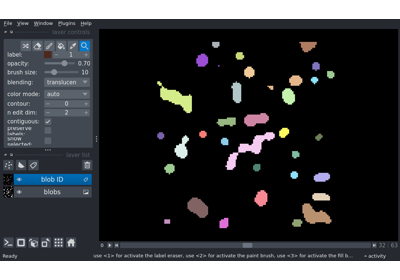 File View Window Plugins Help
layer controls
label: 1
opacity: 0.70
brush size: 10
blending: translucen
color mode: auto
contour: 0
n edit dim: 2
contiguous:
preserve labels:
show selected:
layer list
blob ID
blobs
32 63
Ready
use <1> for activate the label eraser, use <2> for activate the paint brush, use <3> for activate the fill b...
activity